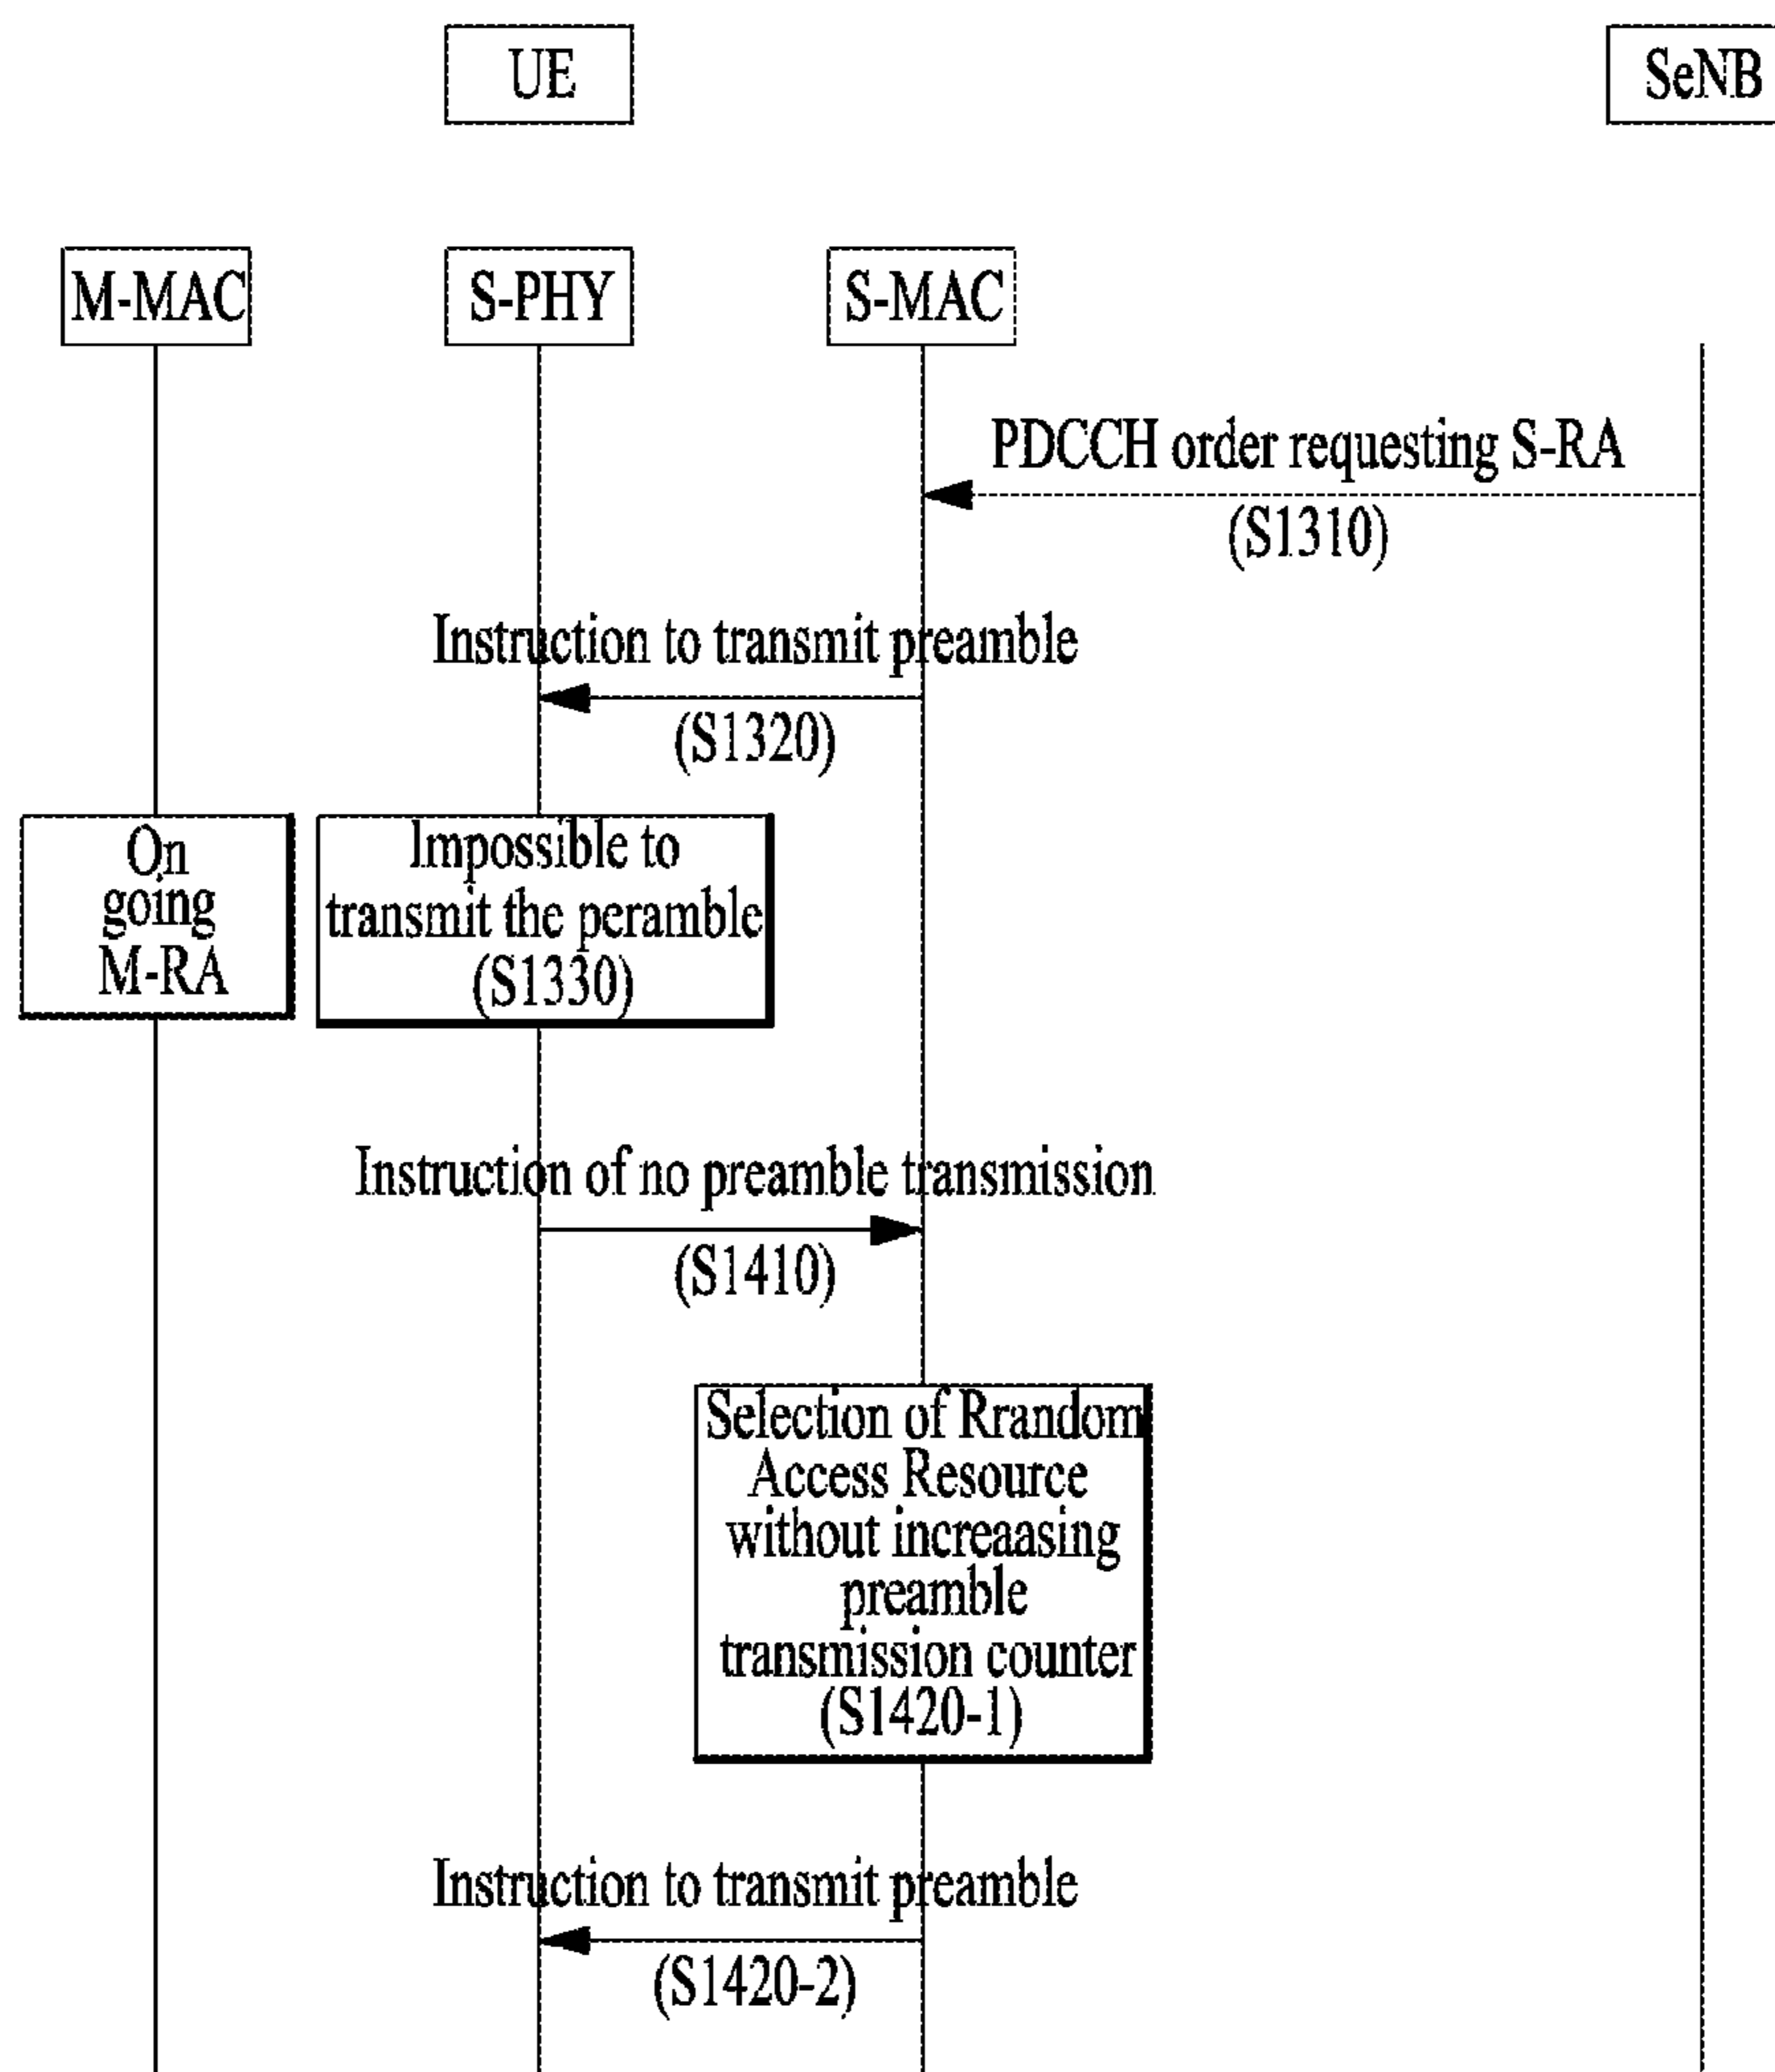 UE
SeNB
M-MAC
S-PHY
S-MAC
PDCCH order requesting S-RA
(S1310)
Instruction to transmit preamble
(S1320)
On
going
M-RA
Impossible to
transmit the peramble
(S1330)
Instruction of no preamble transmission
(S1410)
Selection of Rrandom
Access Resource
without increaasing
preamble
transmission counter
(S1420-1)
Instruction to transmit preamble
(S1420-2)